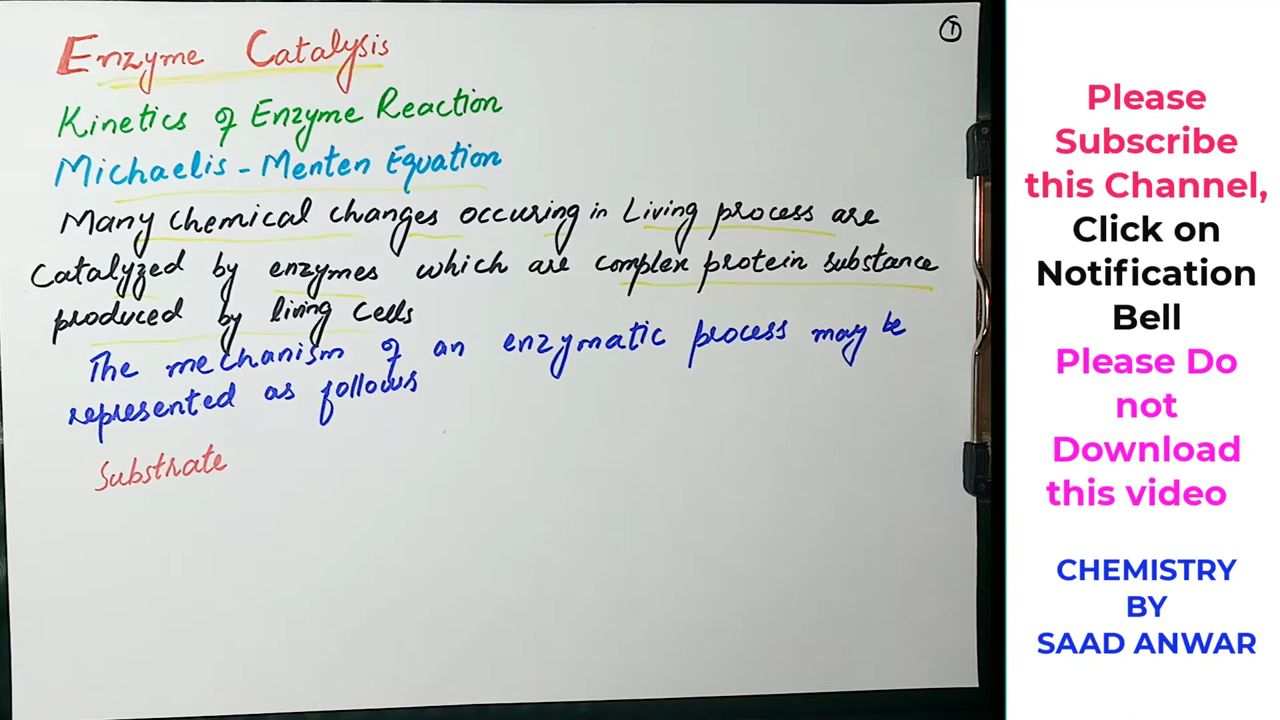 1
Enzyme Catalysis
Kinetics of Enzyme Reaction
Michaelis - Menten Equation
Many chemical changes occuring in Living process are
Catalyzed by enzymes which are complex protein substance
produced by living Cells
The mechanism of an enzymatic process may be
represented as follows
Substrate
Please
Subscribe
this Channel,
Click on
Notification
Bell
Please Do
not
Download
this video
CHEMISTRY
BY
SAAD ANWAR